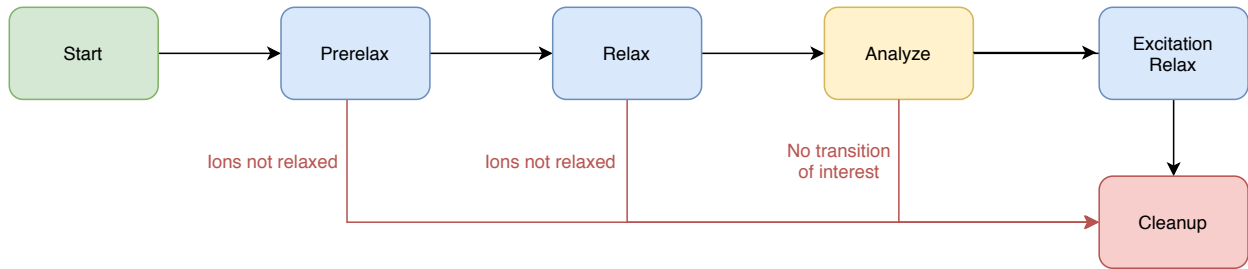 Start
Prerelax
Relax
Analyze
Excitation
Relax
Ions not relaxed
Ions not relaxed
No transition
of interest
Cleanup